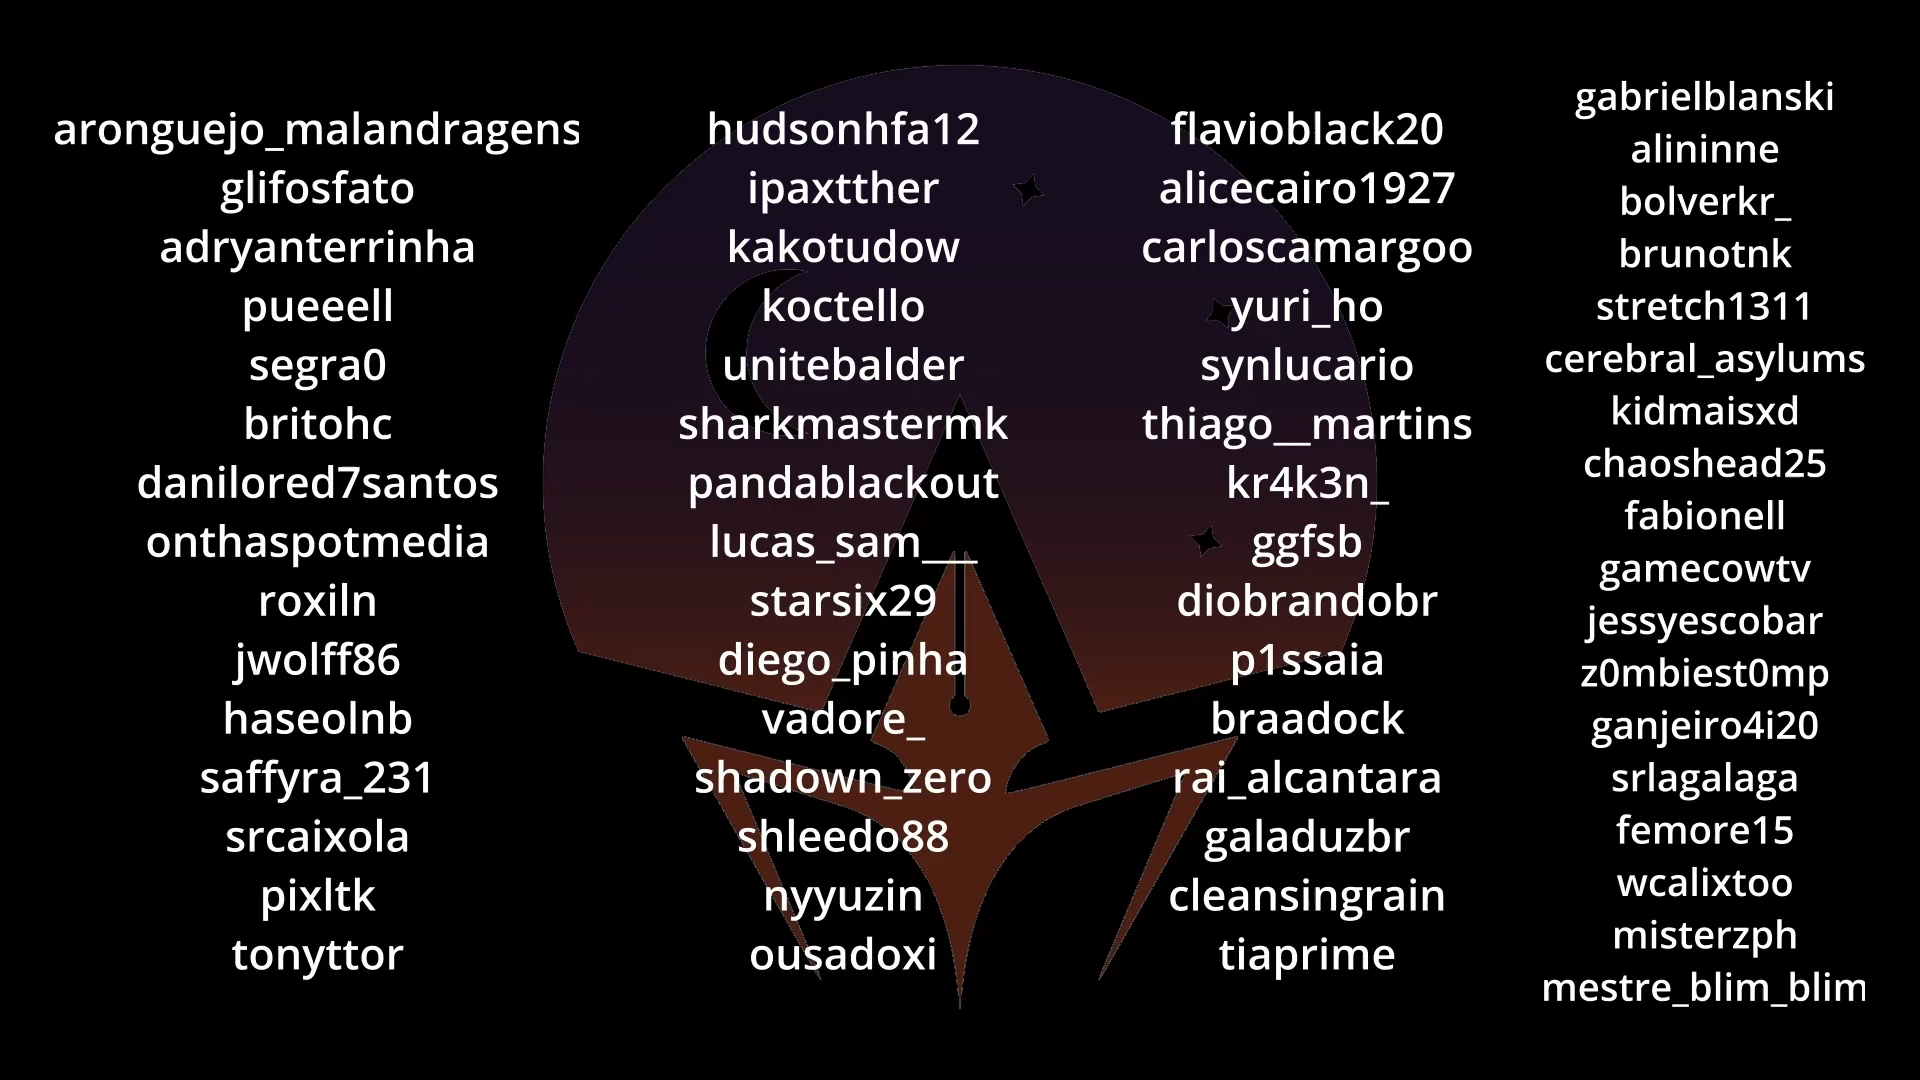 aronguejo_malandragens
glifosfato
adryanterrinha
pueeell
segra0
britohc
danilored7santos
onthaspotmedia
roxiln
jwolff86
haseolnb
saffyra_231
srcaixola
pixltk
tonyttor
hudsonhfa12
ipaxtther
kakotudow
koctello
unitebalder
sharkmastermk
pandablackout
lucas_sam___
starsix29
diego_pinha
vadore_
shadown_zero
shleedo88
nyyuzin
ousadoxi
flavioblack20
alicecairo1927
carloscamargoo
yuri_ho
synlucario
thiago__martins
kr4k3n_
ggfsb
diobrandobr
p1ssaia
braadock
rai_alcantara
galaduzbr
cleansingrain
tiaprime
gabrielblanski
alininne
bolverkr_
brunotnk
stretch1311
cerebral_asylums
kidmaisxd
chaoshead25
fabionell
gamecowtv
jessyescobar
z0mbiest0mp
ganjeiro4i20
srlagalaga
femore15
wcalixtoo
misterzph
mestre_blim_blim